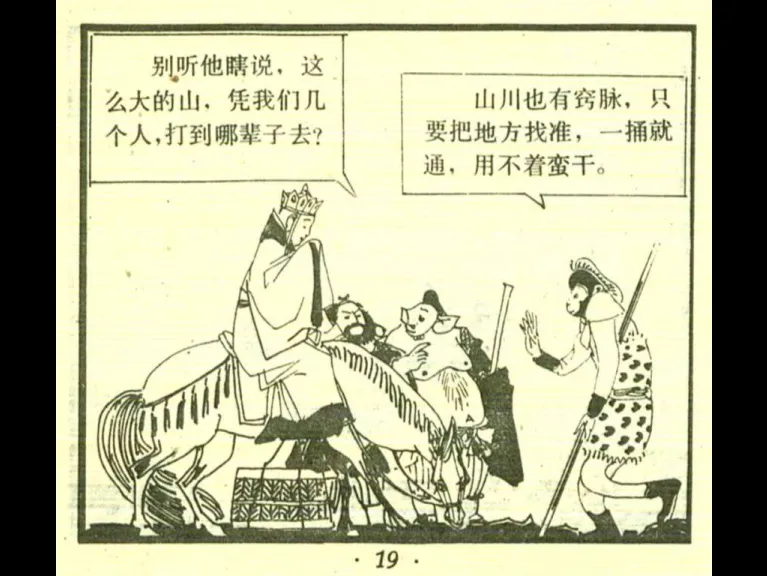 别听他瞎说，这
么大的山，凭我们几
个人，打到哪辈子去？
山川也有窍脉，只
要把地方找准，一捅就
通，用不着蛮干。
· 19 ·